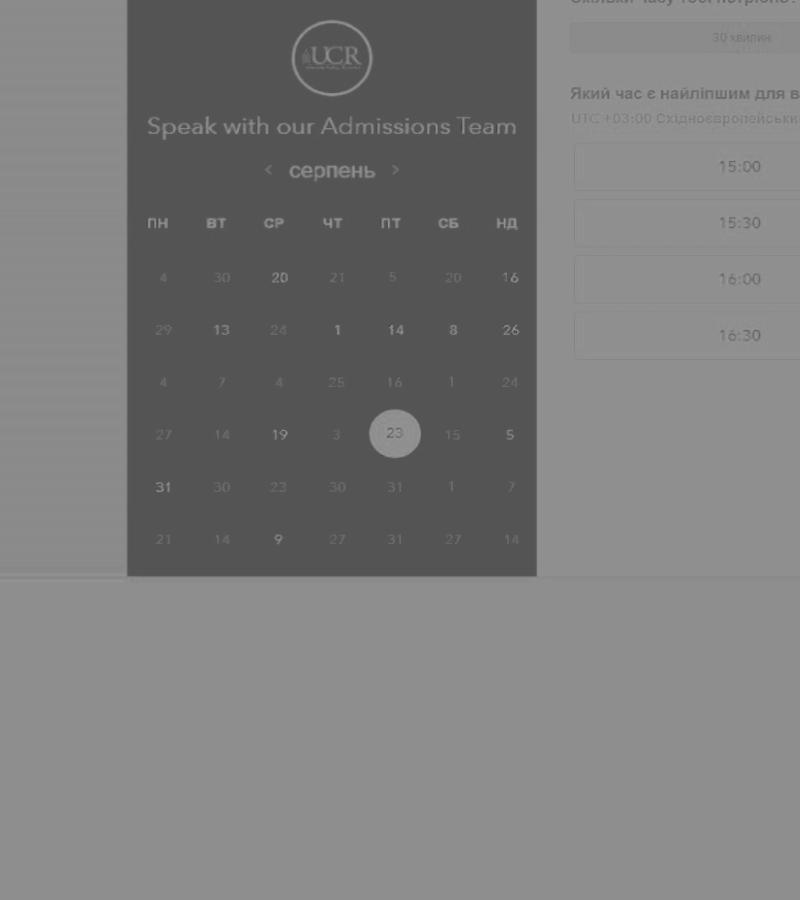 UCR
Speak with our Admissions Team
< серпень >
ПН ВТ СР ЧТ ПТ СБ НД
4 30 20 21 5 20 16
29 13 24 1 14 8 26
4 7 4 25 16 1 24
27 14 19 3 23 15 5
31 30 23 30 31 1 7
21 14 9 27 31 27 14
30 хвилин
Який час є найліпшим для в
UTC +03:00 Східноєвропейськи
15:00
15:30
16:00
16:30